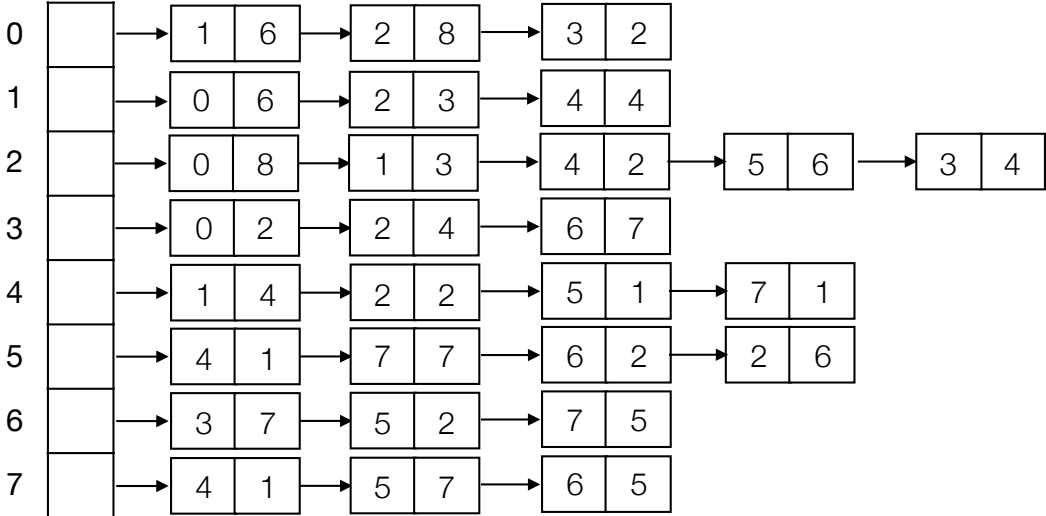 0 1 6 2 8 3 2
1 0 6 2 3 4 4
2 0 8 1 3 4 2 5 6 3 4
3 0 2 2 4 6 7
4 1 4 2 2 5 1 7 1
5 4 1 7 7 6 2 2 6
6 3 7 5 2 7 5
7 4 1 5 7 6 5